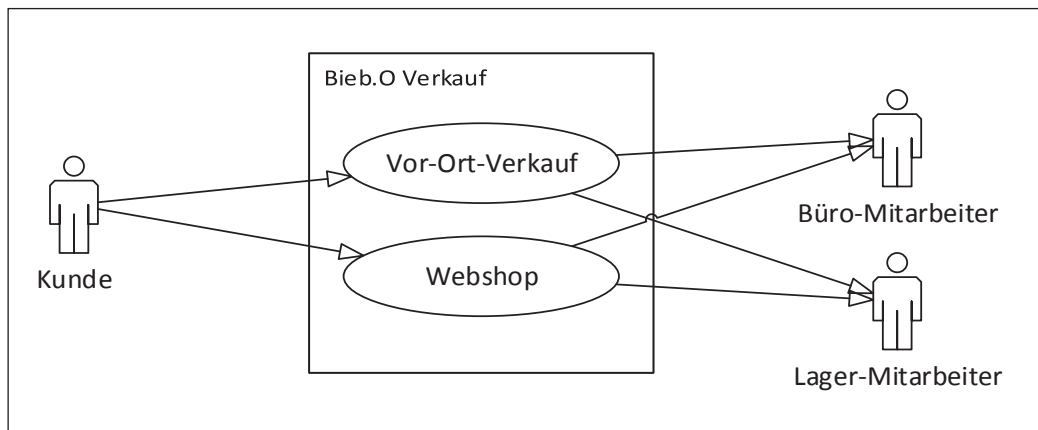 Bieb.O Verkauf
Vor-Ort-Verkauf
Webshop
Kunde
Büro-Mitarbeiter
Lager-Mitarbeiter